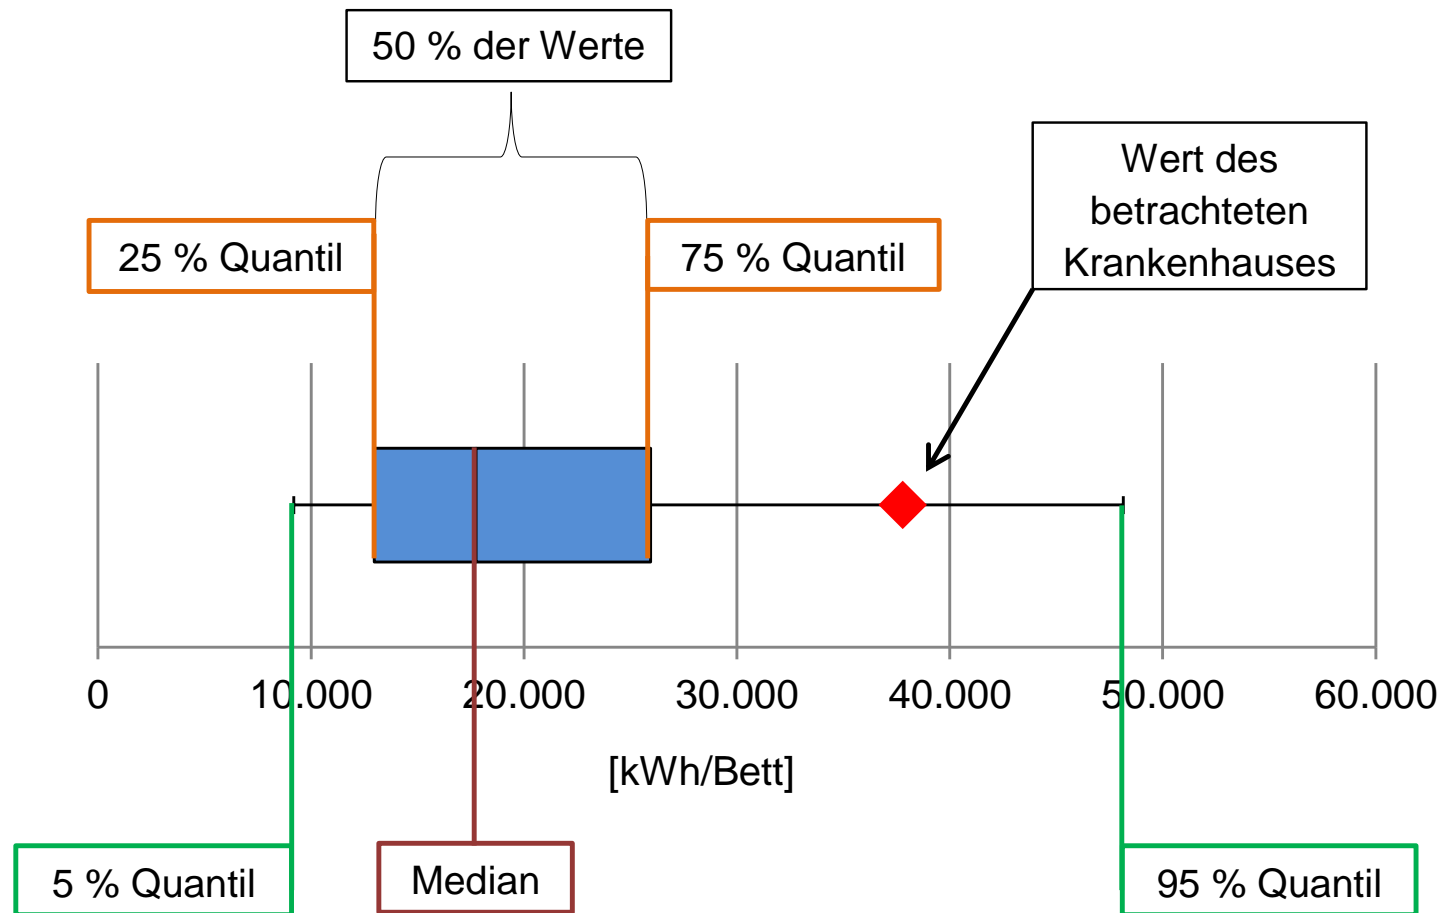 50 % der Werte
Wert des
betrachteten
Krankenhauses
25 % Quantil
75 % Quantil
0
10.000
20.000
30.000
40.000
50.000
60.000
[kWh/Bett]
5 % Quantil
Median
95 % Quantil